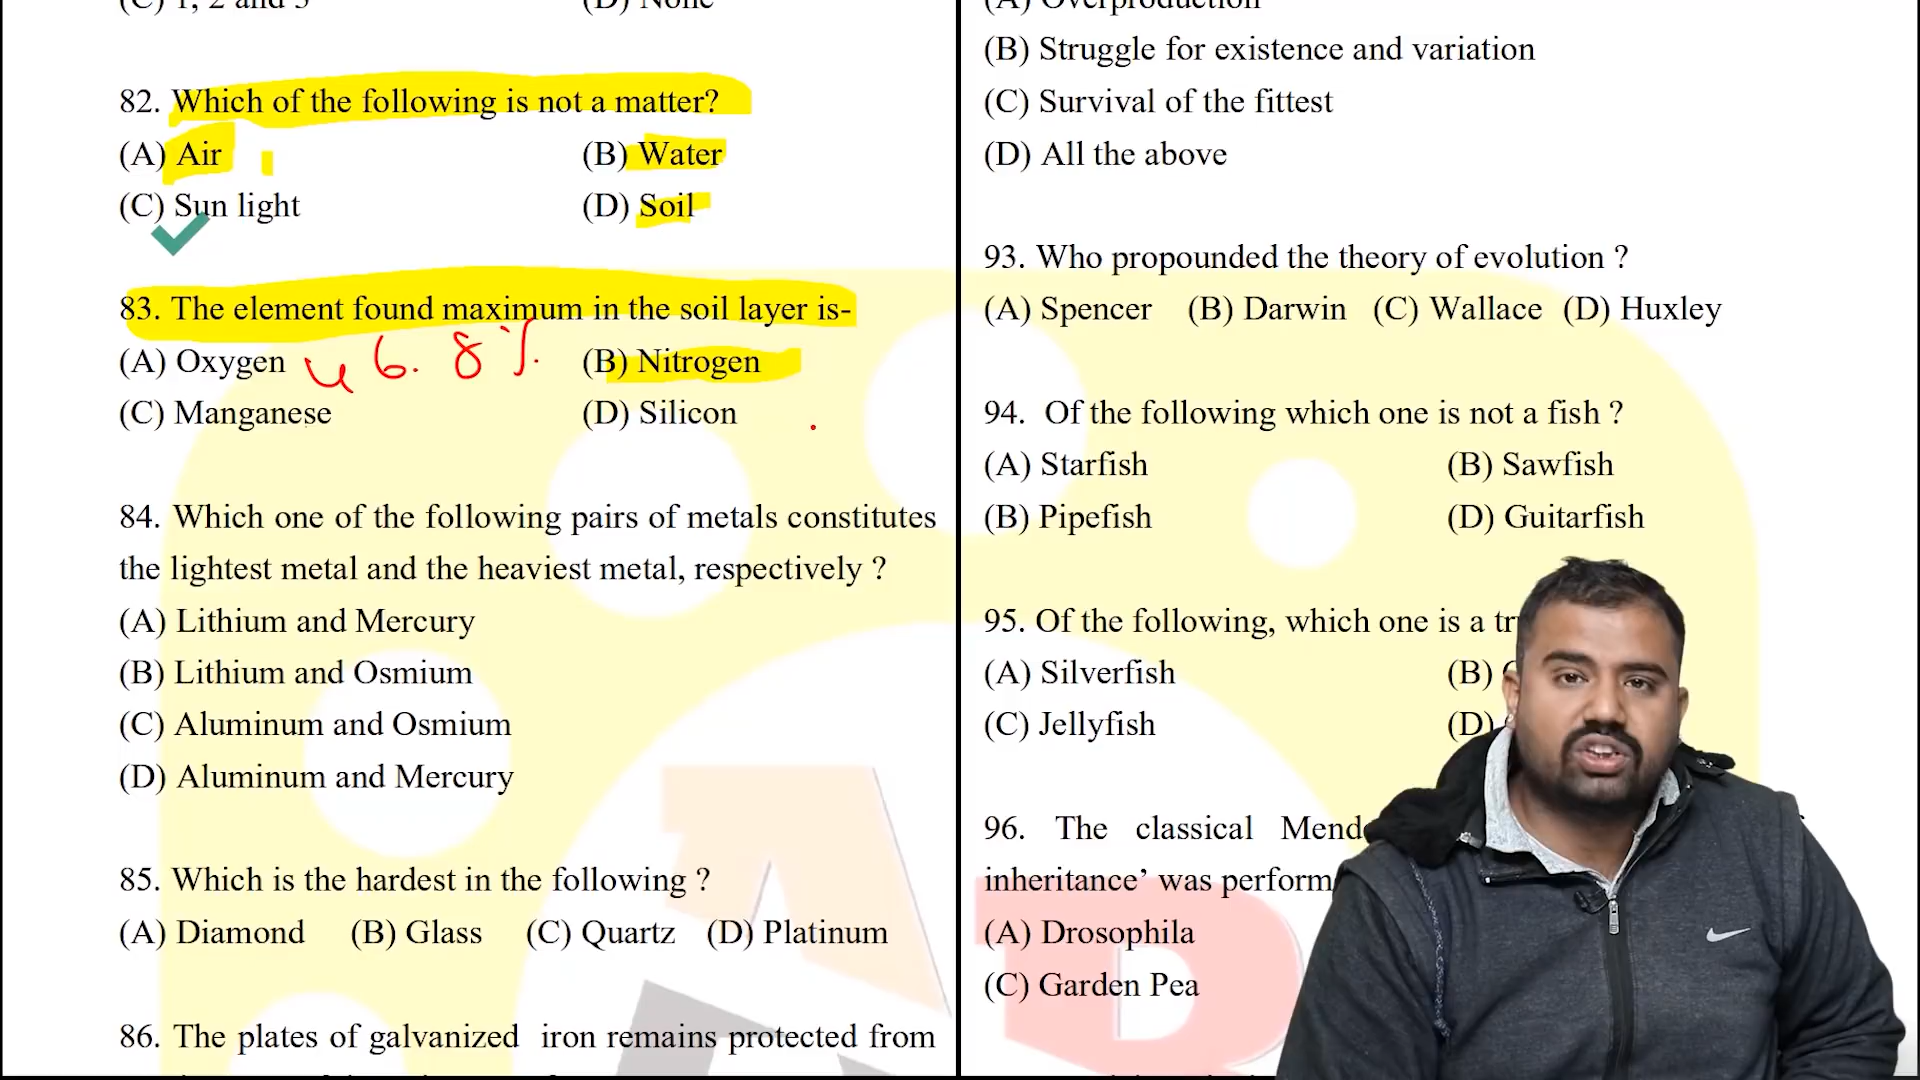 (C) 1, 2 and 3
(D) None
82. Which of the following is not a matter?
(A) Air
(B) Water
(C) Sun light
(D) Soil
83. The element found maximum in the soil layer is-
(A) Oxygen
46.8%.
(B) Nitrogen
(C) Manganese
(D) Silicon
84. Which one of the following pairs of metals constitutes
the lightest metal and the heaviest metal, respectively ?
(A) Lithium and Mercury
(B) Lithium and Osmium
(C) Aluminum and Osmium
(D) Aluminum and Mercury
85. Which is the hardest in the following ?
(A) Diamond (B) Glass (C) Quartz (D) Platinum
86. The plates of galvanized iron remains protected from
(A) Overproduction
(B) Struggle for existence and variation
(C) Survival of the fittest
(D) All the above
93. Who propounded the theory of evolution ?
(A) Spencer (B) Darwin (C) Wallace (D) Huxley
94. Of the following which one is not a fish ?
(A) Starfish
(B) Sawfish
(B) Pipefish
(D) Guitarfish
95. Of the following, which one is a
(A) Silverfish
(B)
(C) Jellyfish
(D)
96. The classical
inheritance’ was
(A) Drosophila
(C) Garden Pea